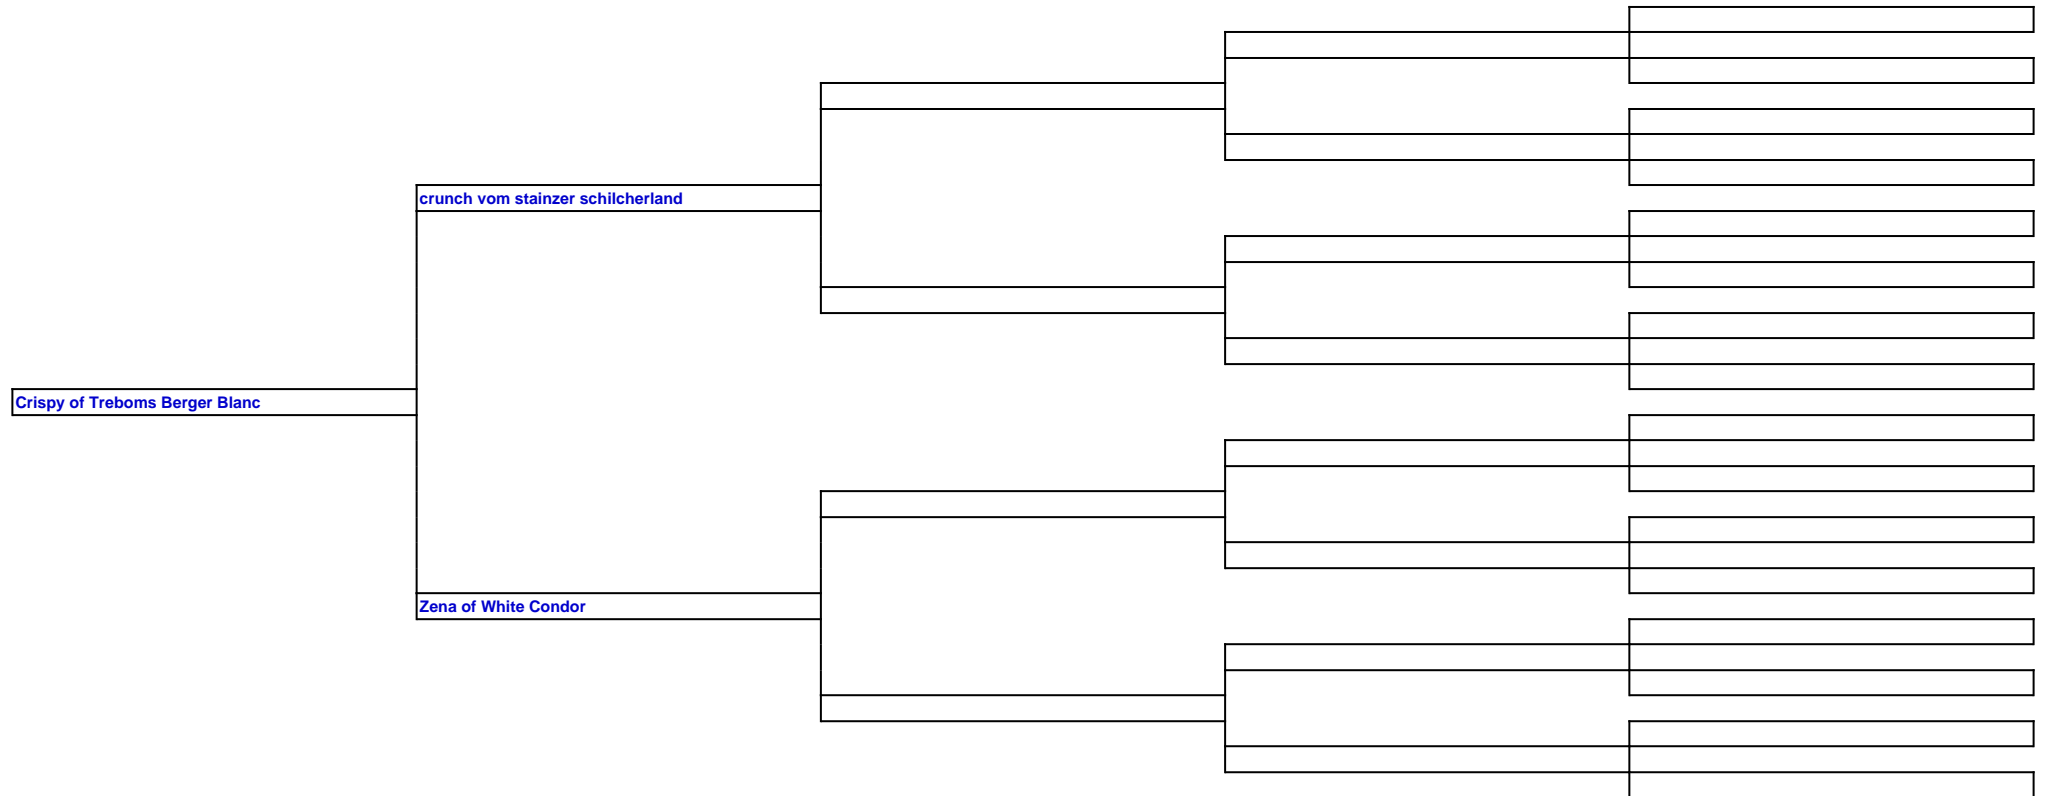 crunch vom stainzer schilcherland
Crispy of Treboms Berger Blanc
Zena of White Condor